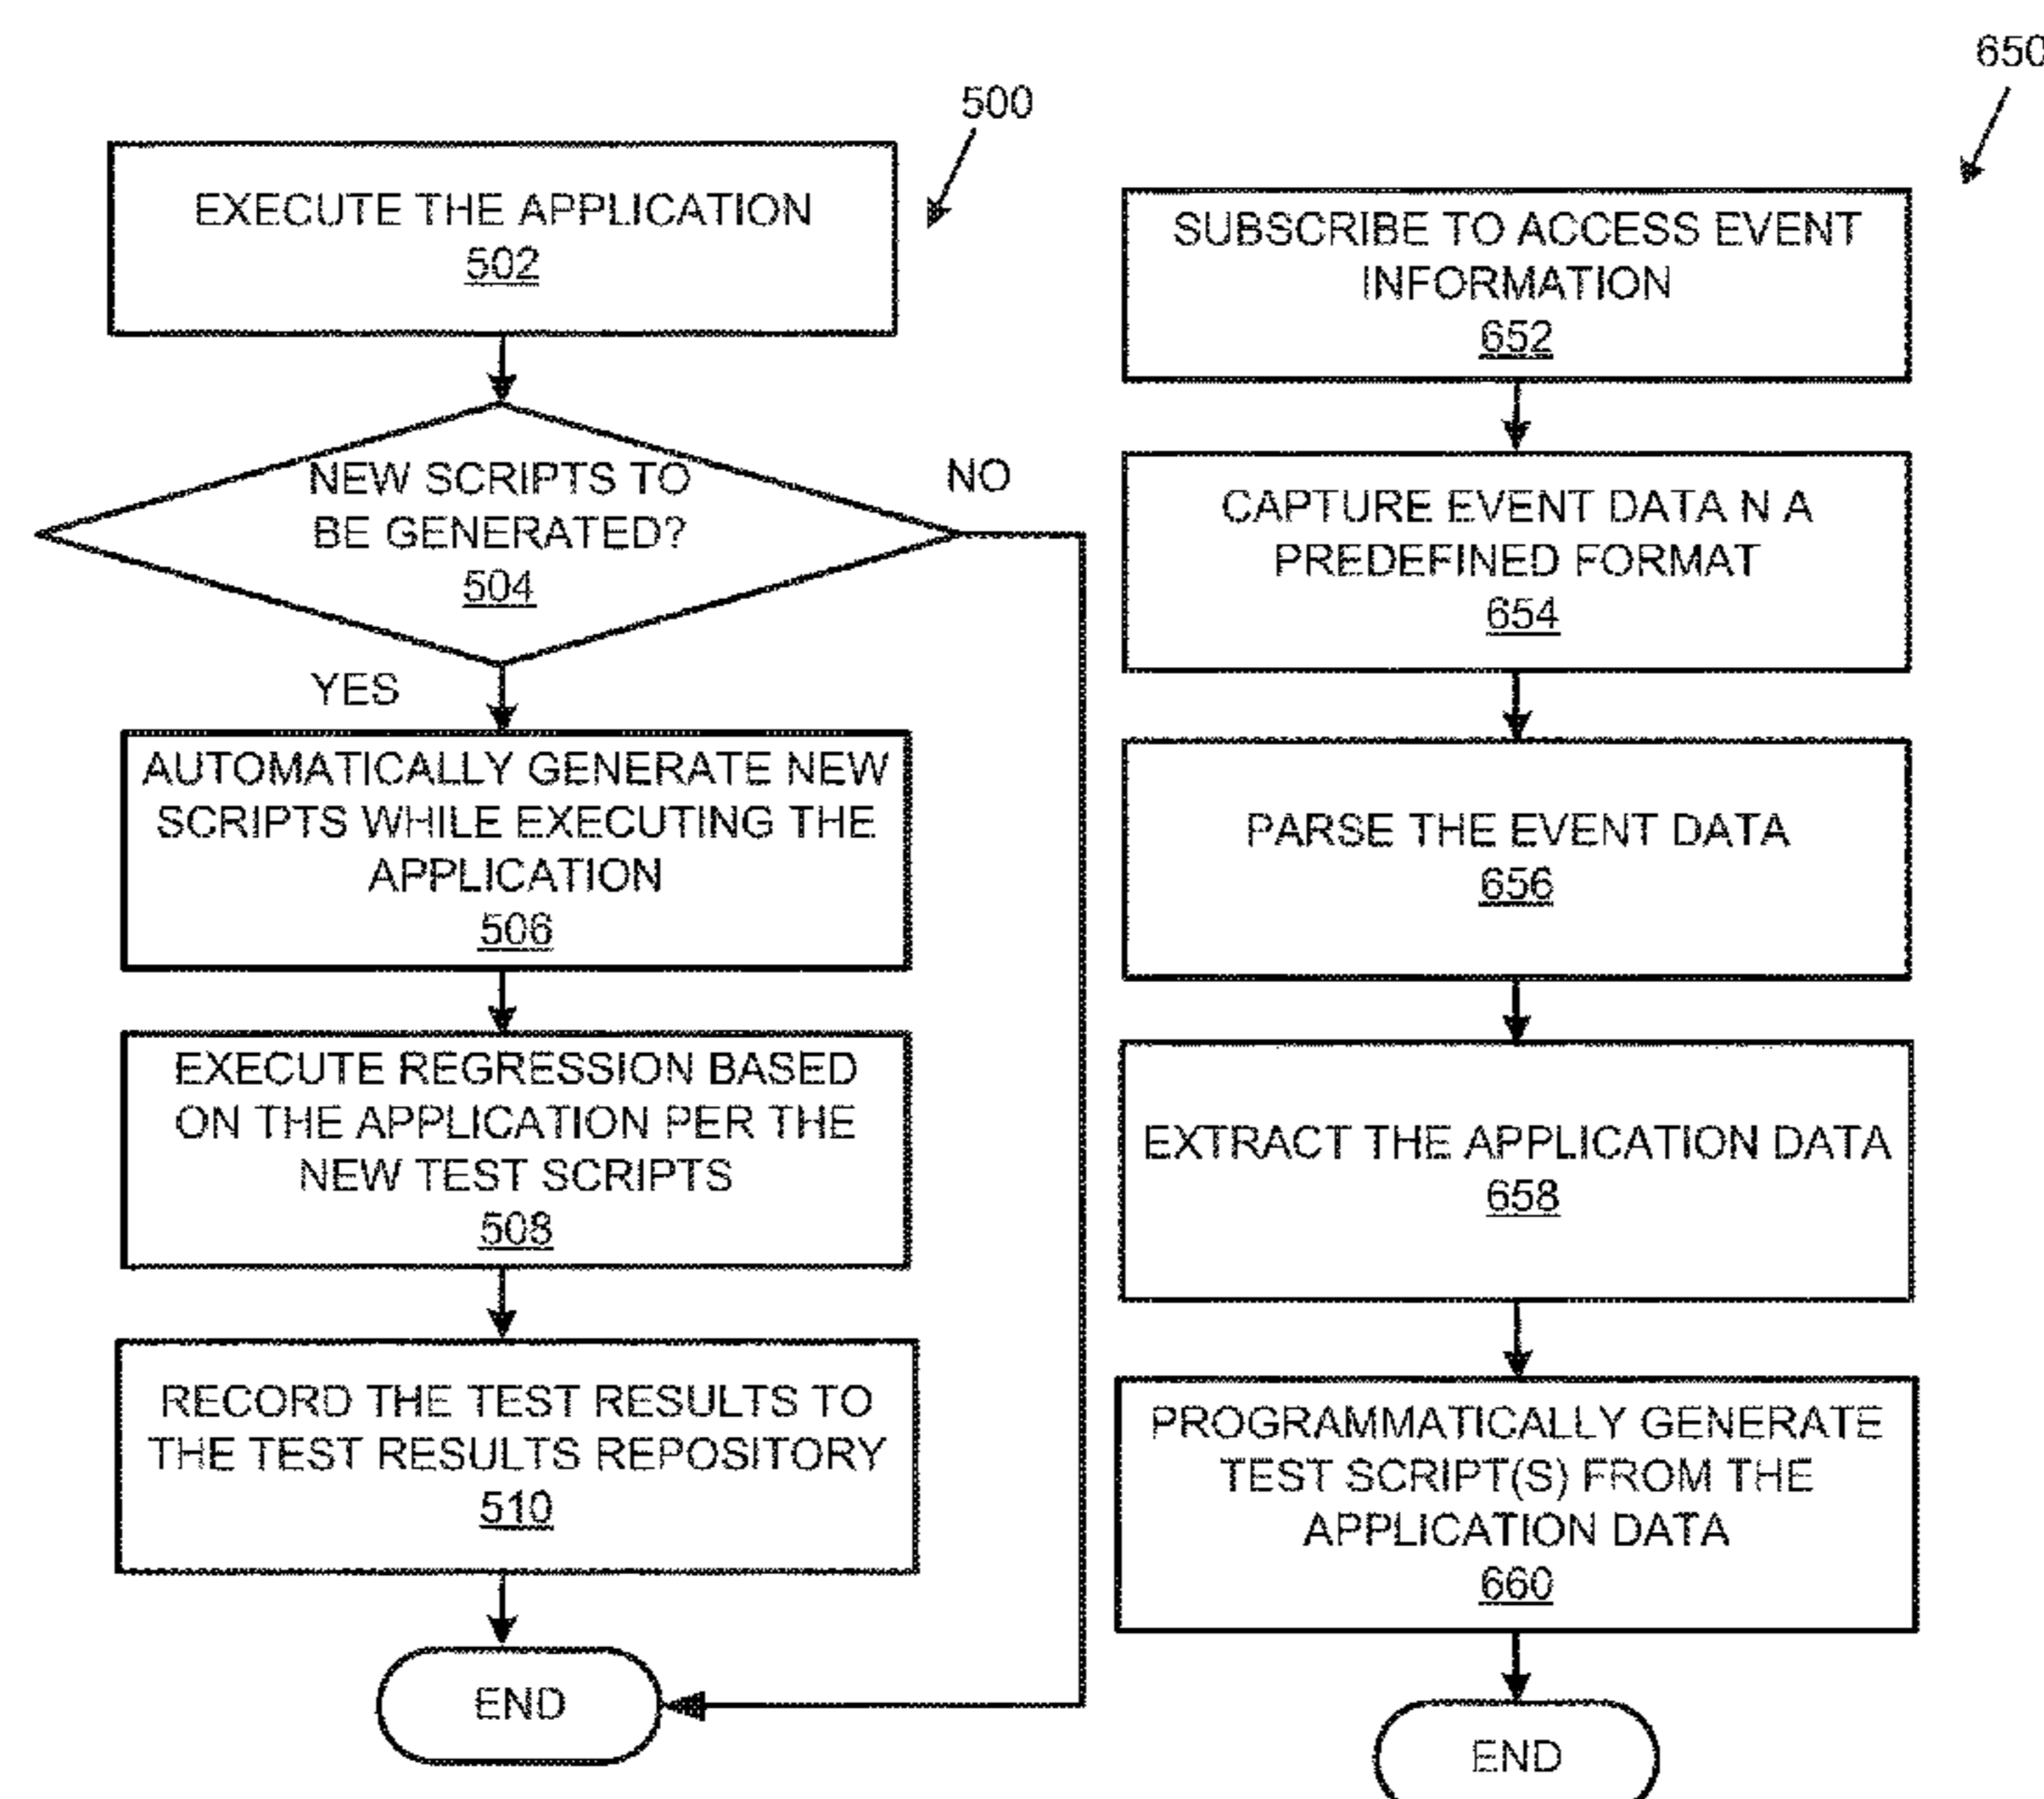 500
EXECUTE THE APPLICATION
502
NEW SCRIPTS TO
BE GENERATED?
504
NO
YES
AUTOMATICALLY GENERATE NEW
SCRIPTS WHILE EXECUTING THE
APPLICATION
506
EXECUTE REGRESSION BASED
ON THE APPLICATION PER THE
NEW TEST SCRIPTS
508
RECORD THE TEST RESULTS TO
THE TEST RESULTS REPOSITORY
510
END
650
SUBSCRIBE TO ACCESS EVENT
INFORMATION
652
CAPTURE EVENT DATA N A
PREDEFINED FORMAT
654
PARSE THE EVENT DATA
656
EXTRACT THE APPLICATION DATA
658
PROGRAMMATICALLY GENERATE
TEST SCRIPT(S) FROM THE
APPLICATION DATA
660
END